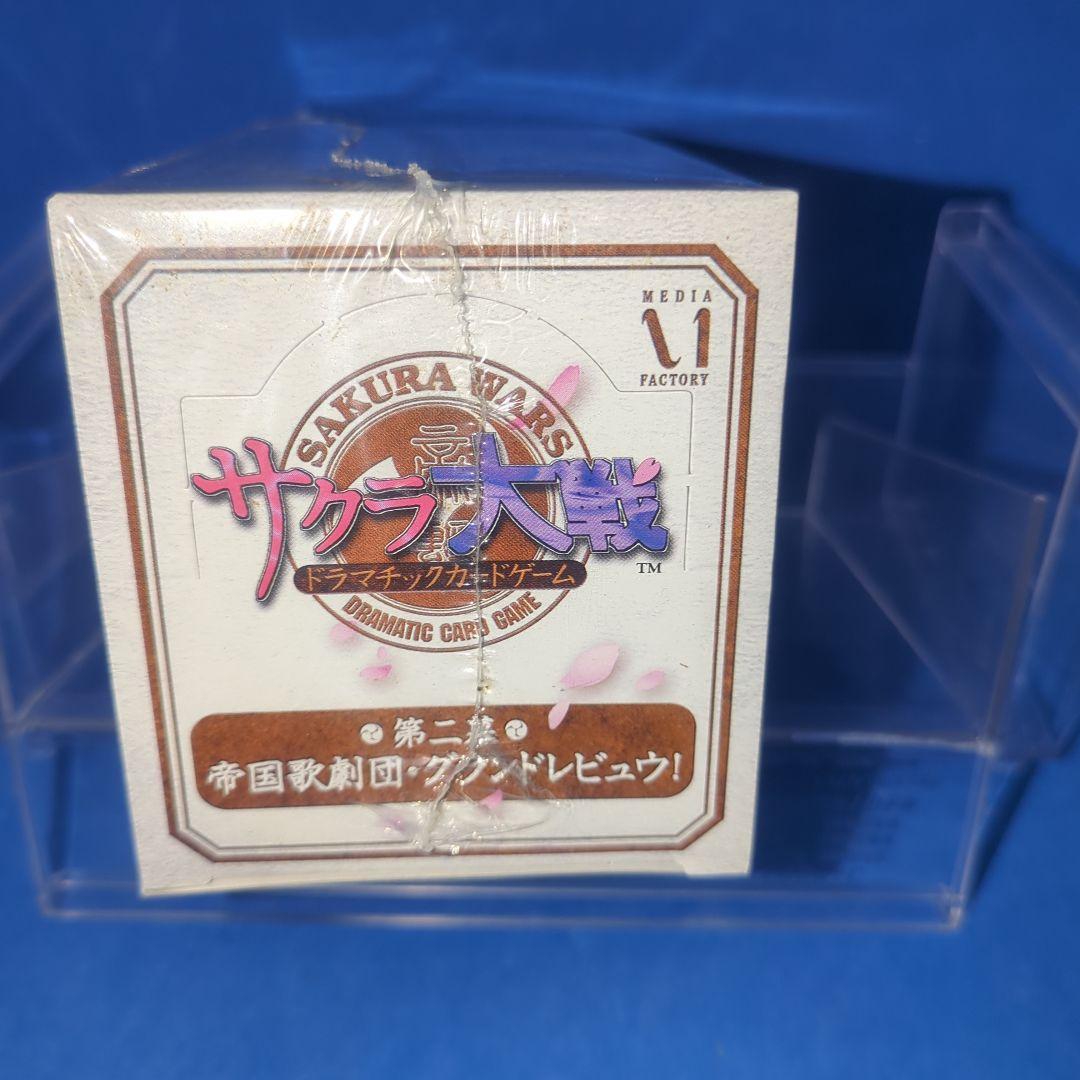 MEDIA
FACTORY
SAKURA WARS
サクラ大戦
TM
ドラマチックカードゲーム
DRAMATIC CARD GAME
第二幕
帝国歌劇団・グランドレビュウ!